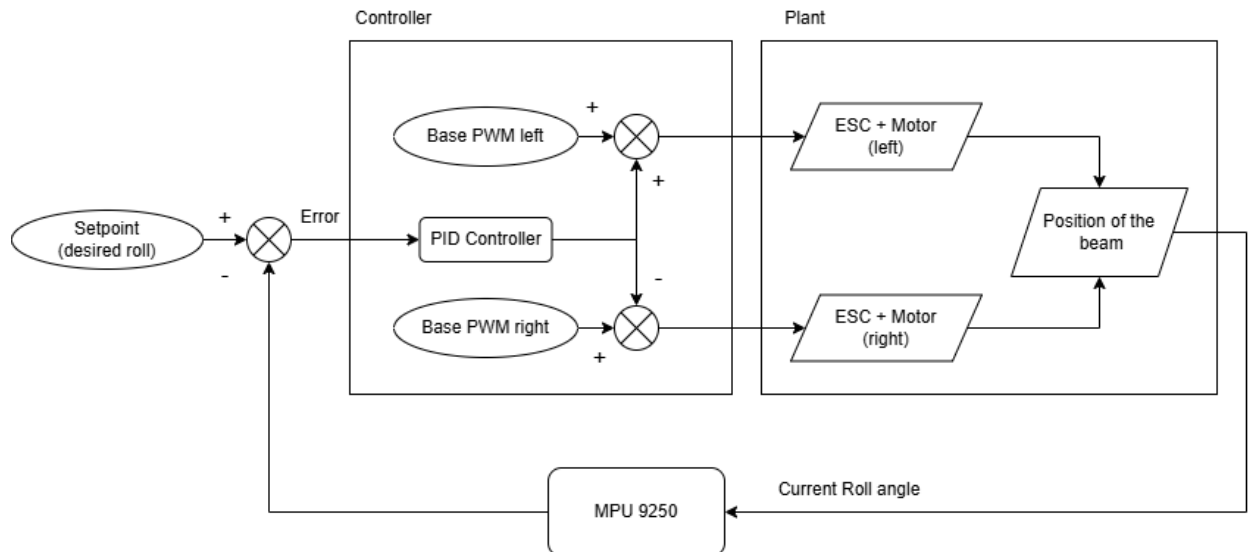 Controller
Plant
+
Base PWM left
ESC + Motor
(left)
+
+
Setpoint
(desired roll)
Error
PID Controller
Position of the
beam
-
-
Base PWM right
ESC + Motor
(right)
+
Current Roll angle
MPU 9250